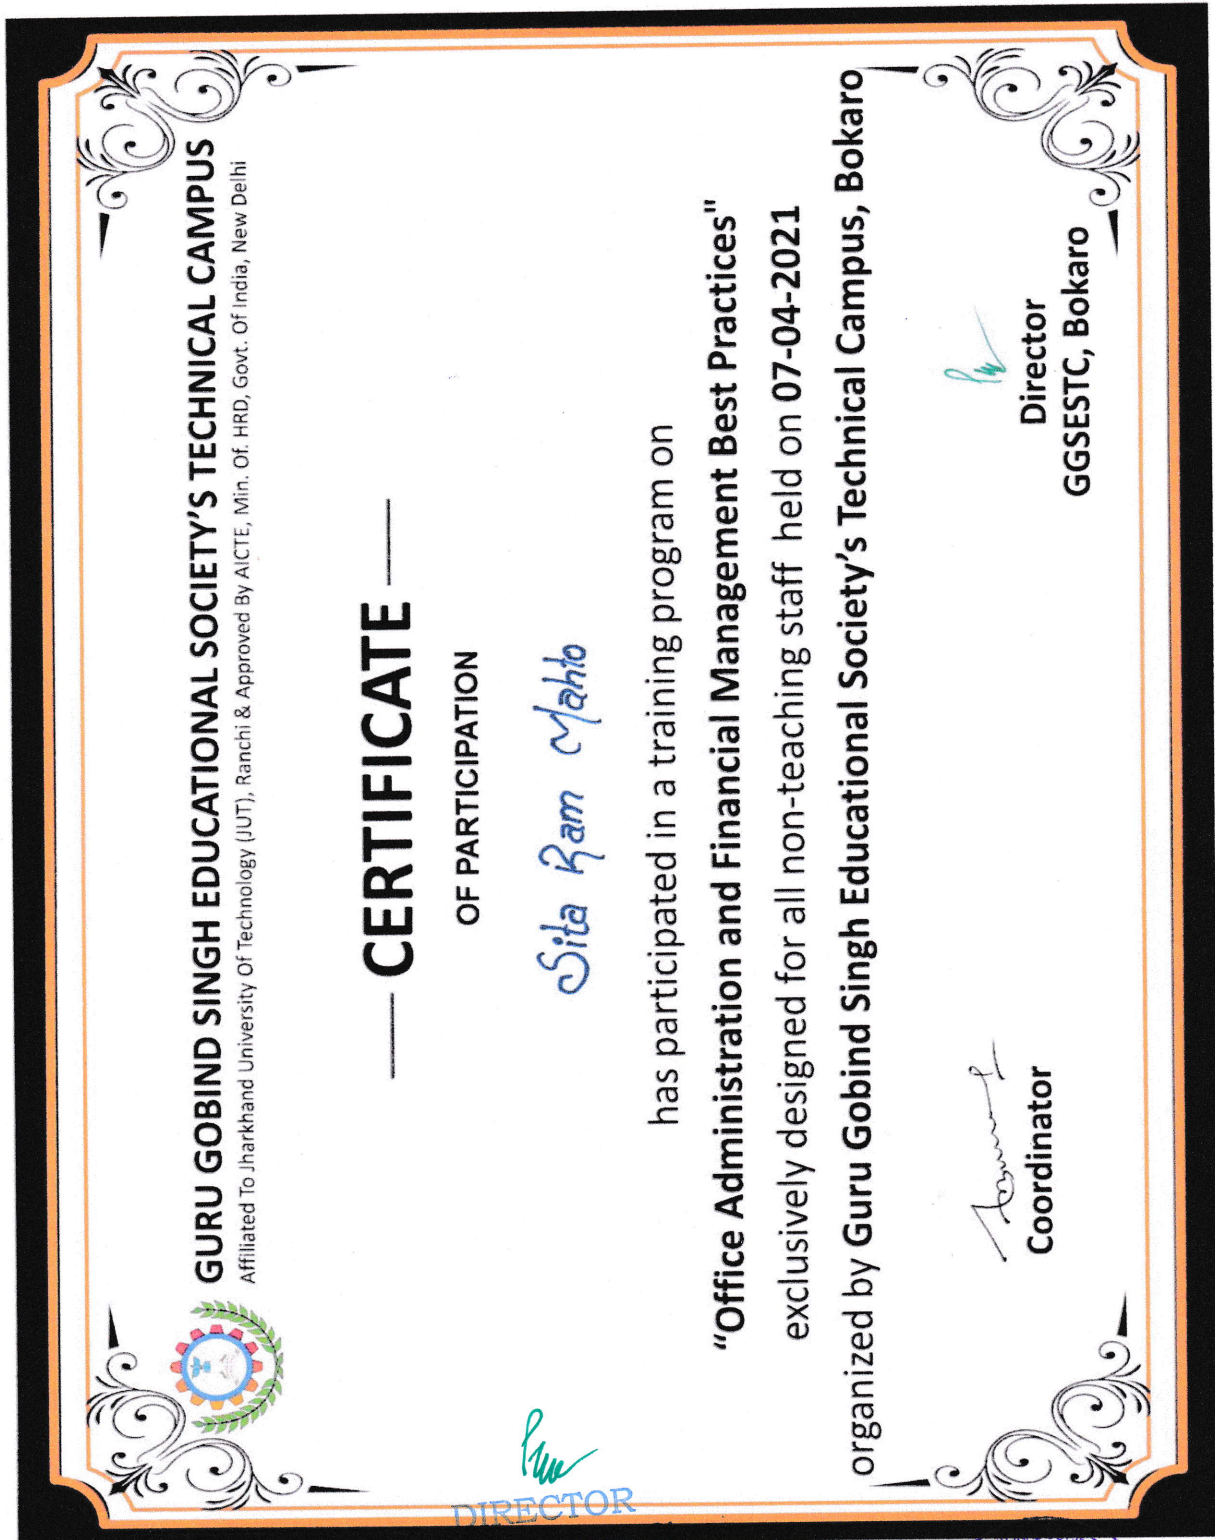 GURU GOBIND SINGH EDUCATIONAL SOCIETY'S TECHNICAL CAMPUS
Affiliated To Jharkhand University Of Technology (JUT), Ranchi & Approved By AICTE, Min. Of. HRD, Govt. Of India, New Delhi
CERTIFICATE
OF PARTICIPATION
Sita Ram Mahto
has participated in a training program on
"Office Administration and Financial Management Best Practices"
exclusively designed for all non-teaching staff held on 07-04-2021
organized by Guru Gobind Singh Educational Society's Technical Campus, Bokaro
Coordinator
Director
GGSESTC, Bokaro
DIRECTOR